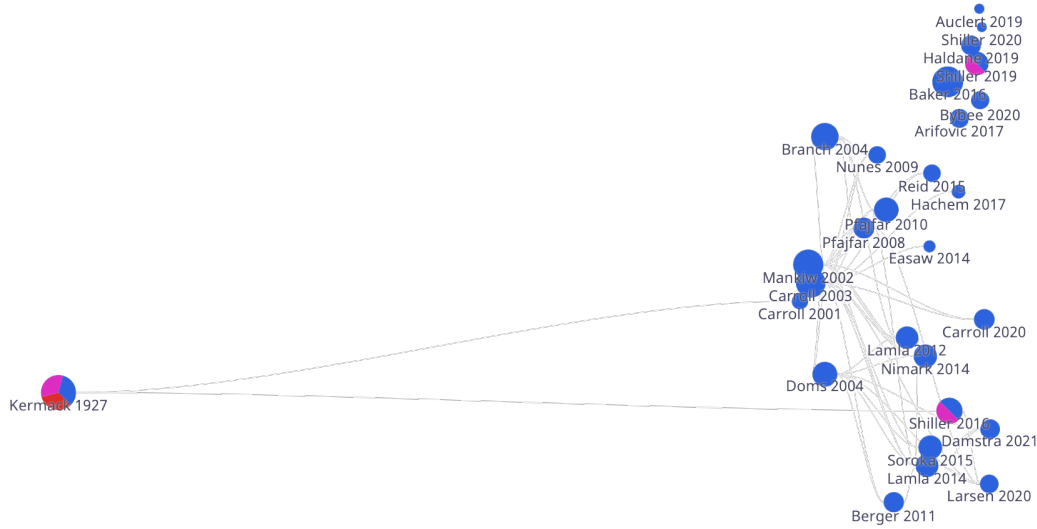 Auclert 2019
Shiller 2020
Haldane 2019
Shiller 2019
Baker 2016
Bybee 2020
Arifovic 2017
Branch 2004
Nunes 2009
Reid 2015
Hachem 2017
Pfajfar 2010
Pfajfar 2008
Easaw 2014
Mankiw 2002
Carroll 2003
Carroll 2001
Carroll 2020
Lamla 2012
Nimark 2014
Doms 2004
Kermack 1927
Shiller 2016
Damstra 2021
Soroka 2015
Lamla 2014
Larsen 2020
Berger 2011